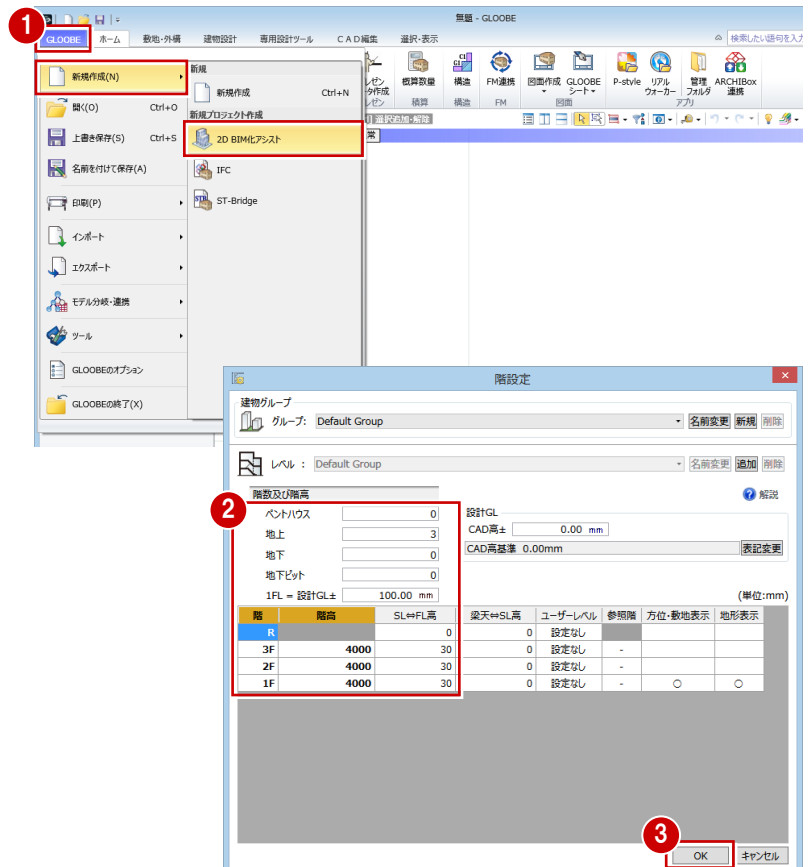 1
無題 - GLOOBE
GLOOBE ホーム 敷地・外構 建物設計 専用設計ツール CAD編集 選択・表示 検索したい語句を入力
新規作成(N)
開く(O) Ctrl+O
上書き保存(S) Ctrl+S
名前を付けて保存(A)
印刷(P)
インポート
エクスポート
モデル分岐・連携
ツール
GLOOBEのオプション
GLOOBEの終了(X)
新規
新規作成 Ctrl+N
新規プロジェクト作成
2D BIM化アシスト
IFC
ST-Bridge
レゼン 概算数量 構造 FM連携 図面作成 GLOOBE P-style リアル 管理 ARCHIBox
タ作成 シート ウォーカー フォルダ 連携
レゼン 積算 構造 FM 図面 アプリ
選択追加・解除
常
階設定
建物グループ
グループ: Default Group 名前変更 新規 削除
レベル : Default Group 名前変更 追加 削除
2
階数及び階高 解説
ペントハウス 0
地上 3
地下 0
地下ピット 0
1FL = 設計GL± 100.00 mm
設計GL
CAD高± 0.00 mm
CAD高基準 0.00mm 表記変更
(単位:mm)
階 階高 SL⇔FL高 梁天⇔SL高 ユーザーレベル 参照階 方位・敷地表示 地形表示
R 0 0 設定なし
3F 4000 30 0 設定なし -
2F 4000 30 0 設定なし -
1F 4000 30 0 設定なし - ○ ○
3
OK キャンセル